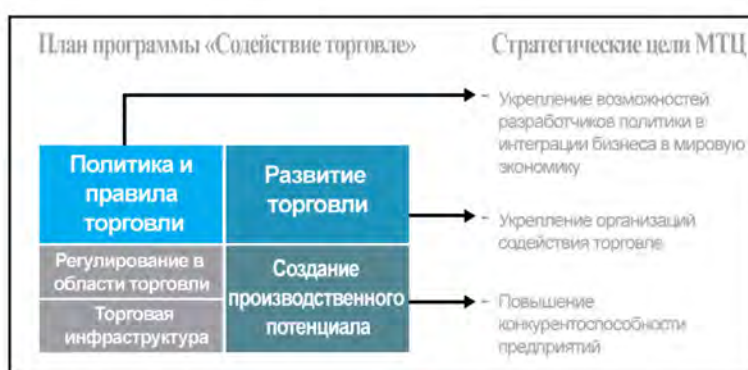 План программы «Содействие торговле»
Стратегические цели МТЦ
- Укрепление возможностей
разработчиков политики в
интеграции бизнеса в мировую
экономику
Политика и
правила
торговли
Развитие
торговли
- Укрепление организаций
содействия торговле
Регулирование в
области торговли
Торговая
инфраструктура
Создание
производственного
потенциала
- Повышение
конкурентоспособности
предприятий